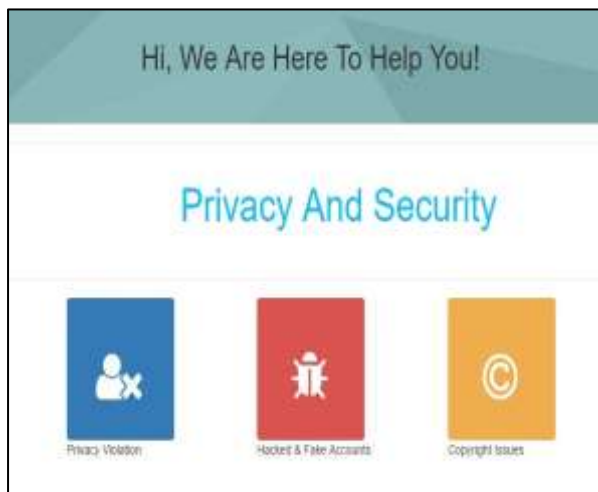 Hi, We Are Here To Help You!
Privacy And Security
Privacy Violation
Hacked & Fake Accounts
Copyright Issues